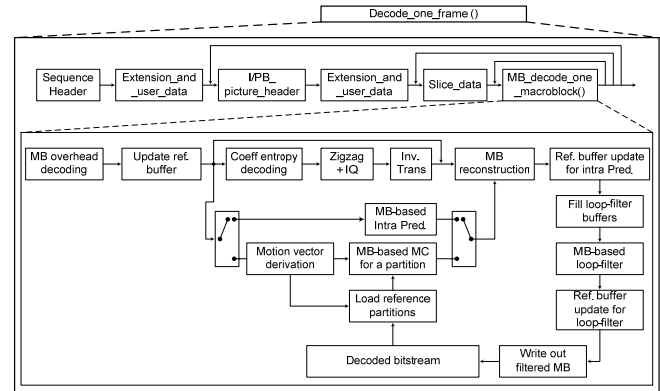 Decode_one_frame ()
Sequence
Header
Extension_and
_user_data
I/PB_
picture_header
Extension_and
_user_data
Slice_data
MB_decode_one
_macroblock()
MB overhead
decoding
Update ref.
buffer
Coeff entropy
decoding
Zigzag
+ IQ
Inv.
Trans
MB
reconstruction
Ref. buffer update
for intra Pred.
MB-based
Intra Pred.
Fill loop-filter
buffers
Motion vector
derivation
MB-based MC
for a partition
MB-based
loop-filter
Load reference
partitions
Ref. buffer
update for
loop-filter
Decoded bitstream
Write out
filtered MB